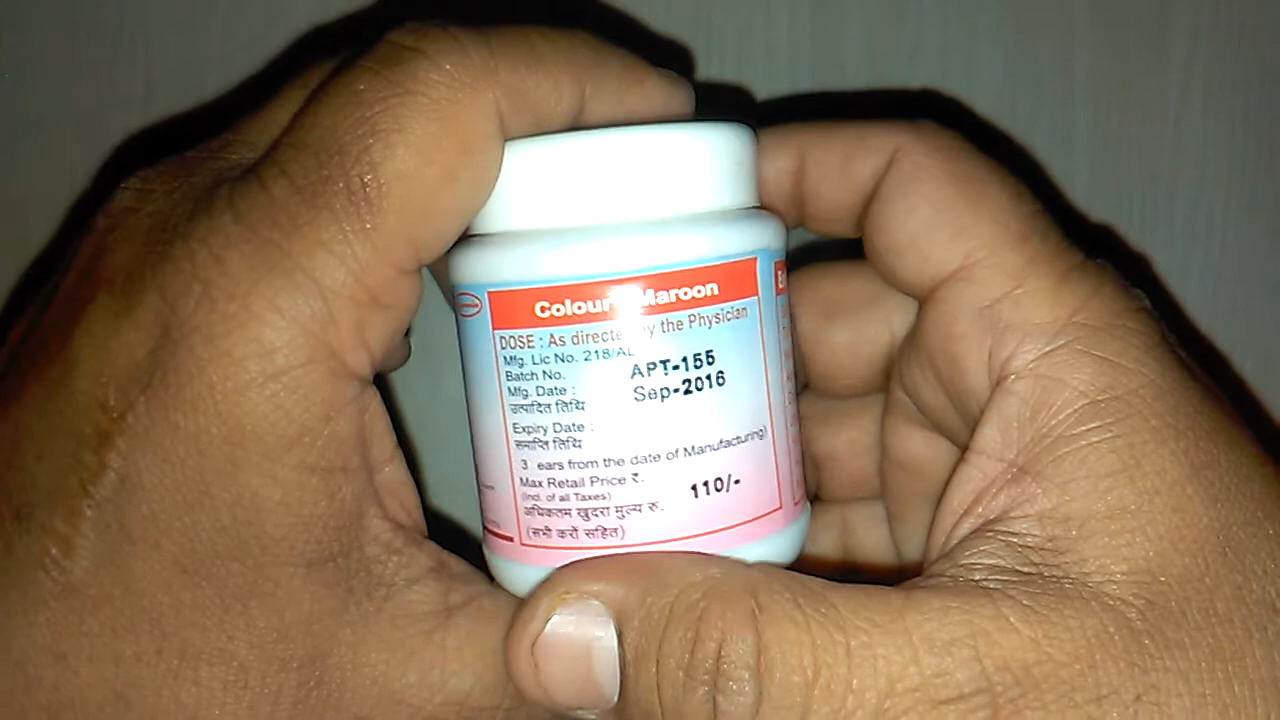 Colour Maroon
DOSE : As directed by the Physician
Mfg. Lic No. 218/AL
Batch No. APT-155
Mfg. Date : Sep-2016
उत्पादित तिथि
Expiry Date :
समाप्ति तिथि
3 ears from the date of Manufacturing)
Max Retail Price ₹. 110/-
(Incl. of all Taxes)
अधिकतम खुदरा मुल्य रु.
(सभी करों सहित)